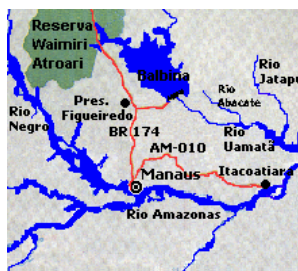 Reserva
Waimiri
Atroari
Balbina
Rio
Jatapu
Rio
Abacate
Pres.
Figueiredo
Rio
Negro
BR 174
Rio
Uamatã
AM-010
Itacoatiara
Manaus
Rio Amazonas